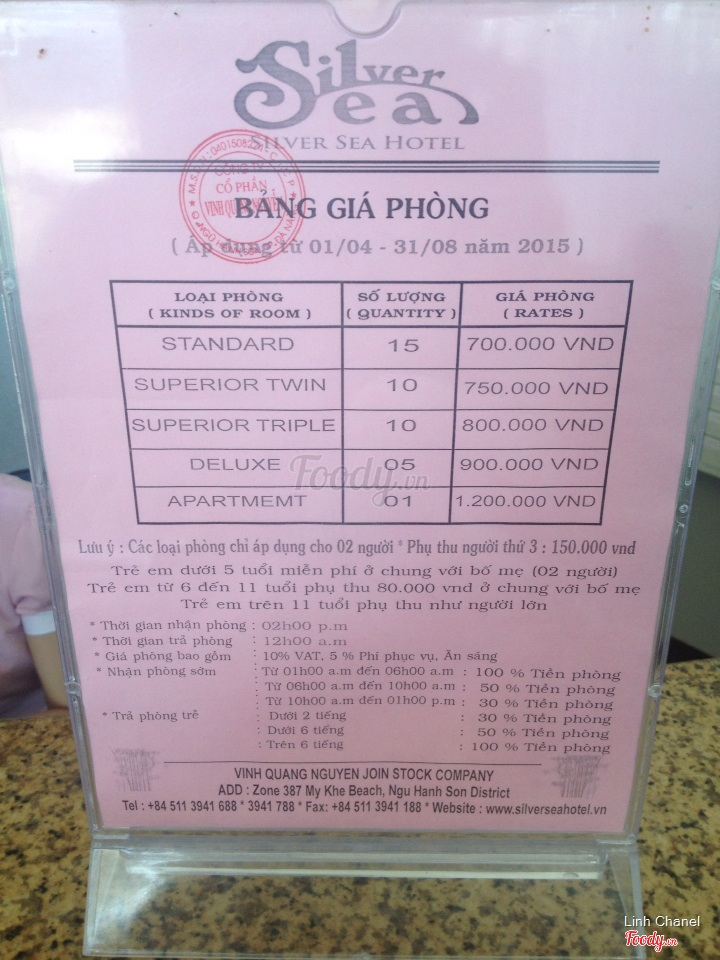 Silver Sea
SILVER SEA HOTEL
CÔNG TY
CỔ PHẦN
BẢNG GIÁ PHÒNG
( Áp dụng từ 01/04 - 31/08 năm 2015 )
LOẠI PHÒNG SỐ LƯỢNG GIÁ PHÒNG
( KINDS OF ROOM ) ( QUANTITY ) ( RATES )
STANDARD 15 700.000 VND
SUPERIOR TWIN 10 750.000 VND
SUPERIOR TRIPLE 10 800.000 VND
DELUXE 05 900.000 VND
Foody.vn
APARTMEMT 01 1.200.000 VND
Lưu ý : Các loại phòng chỉ áp dụng cho 02 người * Phụ thu người thứ 3 : 150.000 vnd
Trẻ em dưới 5 tuổi miễn phí ở chung với bố mẹ (02 người)
Trẻ em từ 6 đến 11 tuổi phụ thu 80.000 vnd ở chung với bố mẹ
Trẻ em trên 11 tuổi phụ thu như người lớn
* Thời gian nhận phòng : 02h00 p.m
* Thời gian trả phòng : 12h00 a.m
* Giá phòng bao gồm : 10% VAT, 5 % Phí phục vụ, Ăn sáng
* Nhận phòng sớm : Từ 01h00 a.m đến 06h00 a.m : 100 % Tiền phòng
: Từ 06h00 a.m đến 10h00 a.m : 50 % Tiền phòng
: Từ 10h00 a.m đến 01h00 p.m : 30 % Tiền phòng
* Trả phòng trễ : Dưới 2 tiếng : 30 % Tiền phòng
: Dưới 6 tiếng : 50 % Tiền phòng
: Trên 6 tiếng : 100 % Tiền phòng
VINH QUANG NGUYEN JOIN STOCK COMPANY
ADD : Zone 387 My Khe Beach, Ngu Hanh Son District
Tel : +84 511 3941 688 * 3941 788 * Fax: +84 511 3941 188 * Website : www.silverseahotel.vn
Linh Chanel
Foody.vn